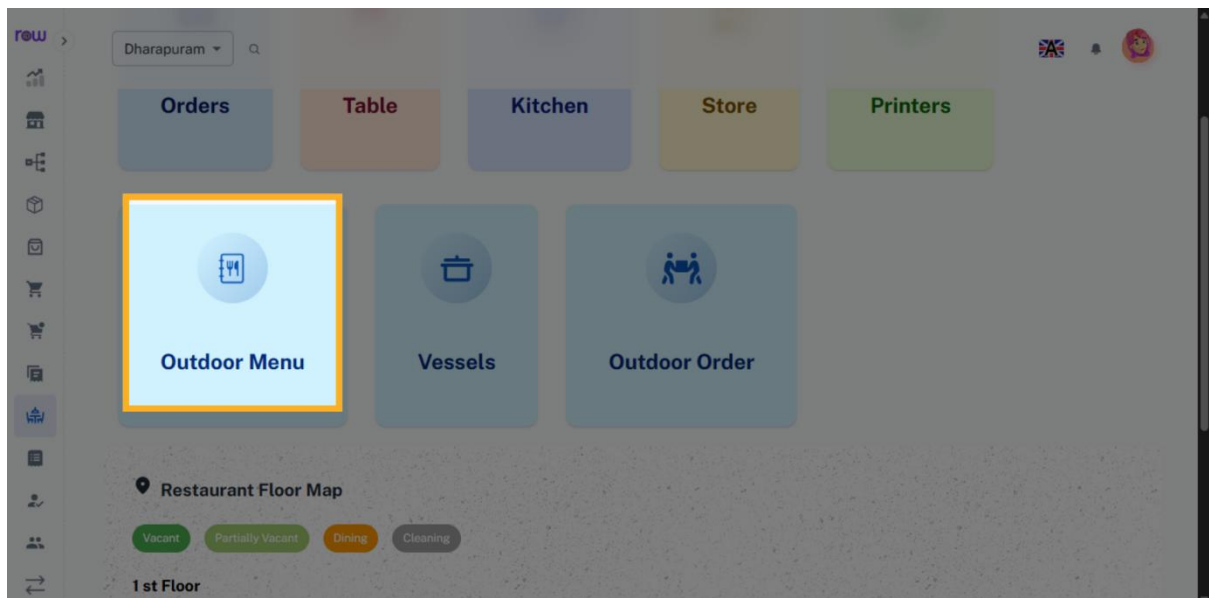 row
Dharapuram
A
Orders Table Kitchen Store Printers
Outdoor Menu Vessels Outdoor Order
Restaurant Floor Map
Vacant Partially Vacant Dining Cleaning
1 st Floor